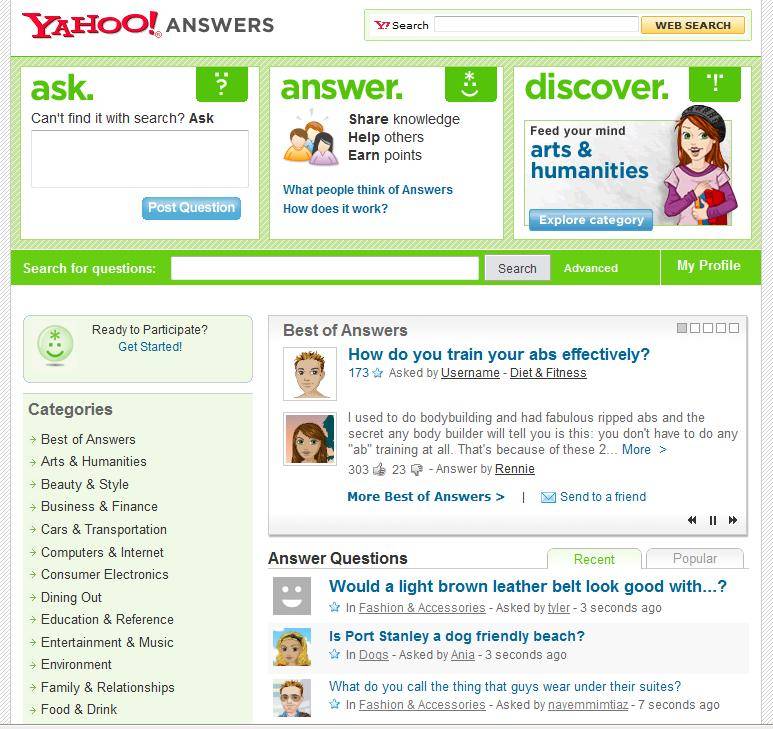 YAHOO! ANSWERS
Y! Search WEB SEARCH
ask.
Can't find it with search? Ask
Post Question
answer.
Share knowledge
Help others
Earn points
What people think of Answers
How does it work?
discover.
Feed your mind
arts &
humanities
Explore category
Search for questions: Search Advanced My Profile
Ready to Participate?
Get Started!
Categories
Best of Answers
Arts & Humanities
Beauty & Style
Business & Finance
Cars & Transportation
Computers & Internet
Consumer Electronics
Dining Out
Education & Reference
Entertainment & Music
Environment
Family & Relationships
Food & Drink
Best of Answers
How do you train your abs effectively?
173 Asked by Username - Diet & Fitness
I used to do bodybuilding and had fabulous ripped abs and the
secret any body builder will tell you is this: you don't have to do any
"ab" training at all. That's because of these 2... More >
303 23 - Answer by Rennie
More Best of Answers > | Send to a friend
Answer Questions Recent Popular
Would a light brown leather belt look good with...?
In Fashion & Accessories - Asked by tyler - 3 seconds ago
Is Port Stanley a dog friendly beach?
In Dogs - Asked by Ania - 3 seconds ago
What do you call the thing that guys wear under their suites?
In Fashion & Accessories - Asked by nayemmimtiaz - 7 seconds ago